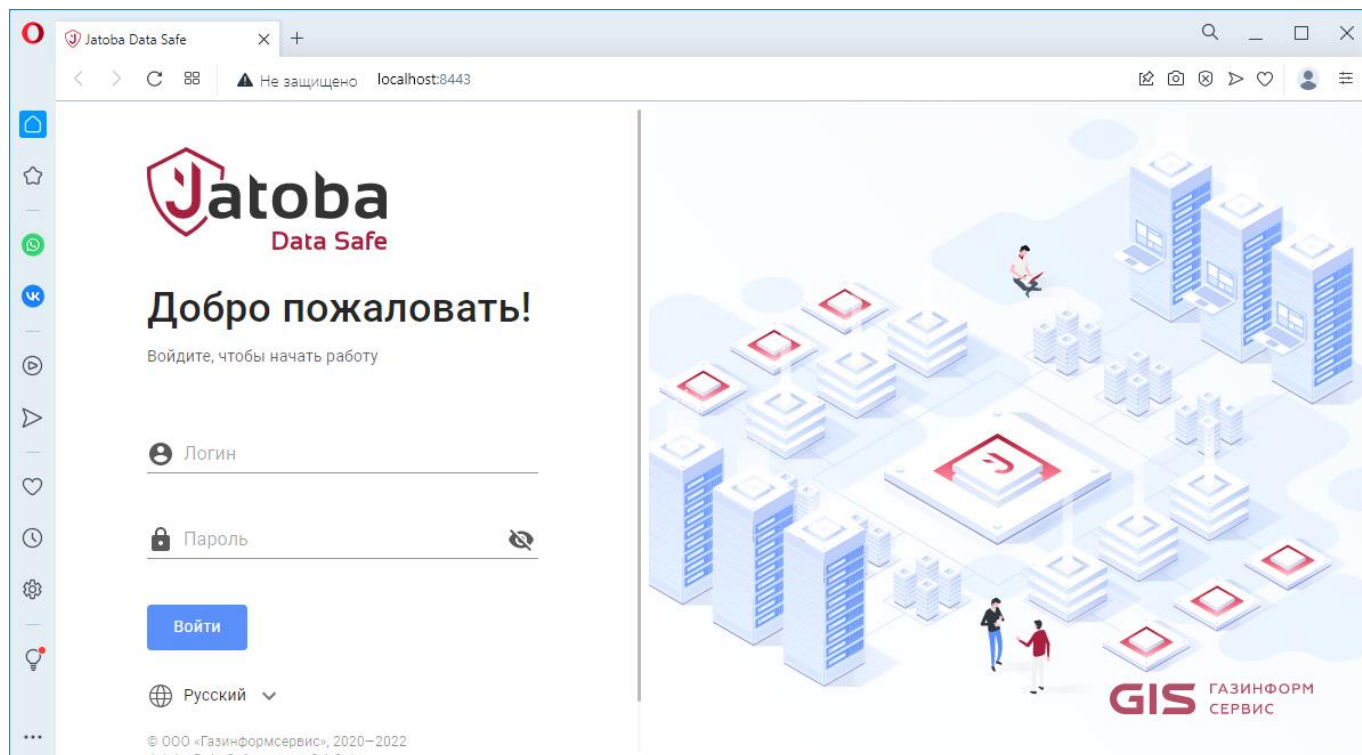 Jatoba Data Safe
Не защищено localhost:8443
Jatoba
Data Safe
Добро пожаловать!
Войдите, чтобы начать работу
Логин
Пароль
Войти
Русский
© ООО «Газинформсервис», 2020—2022
GIS ГАЗИНФОРМ
СЕРВИС